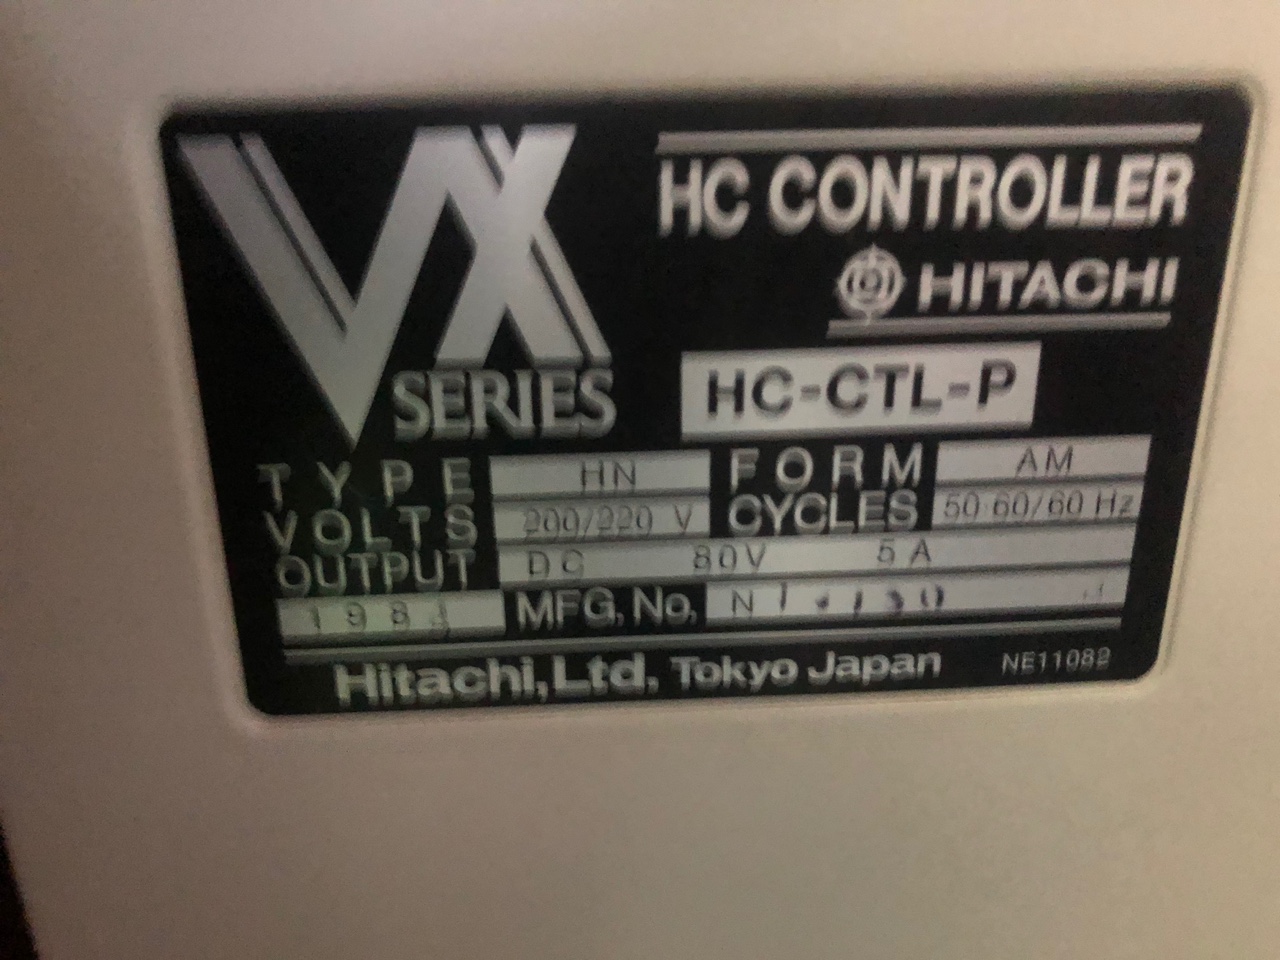 VX SERIES
HC CONTROLLER
HITACHI
HC-CTL-P
TYPE HN FORM AM
VOLTS 200/220 V CYCLES 50·60/60 Hz
OUTPUT DC 80V 5A
MFG. No. N
Hitachi, Ltd. Tokyo Japan NE11082